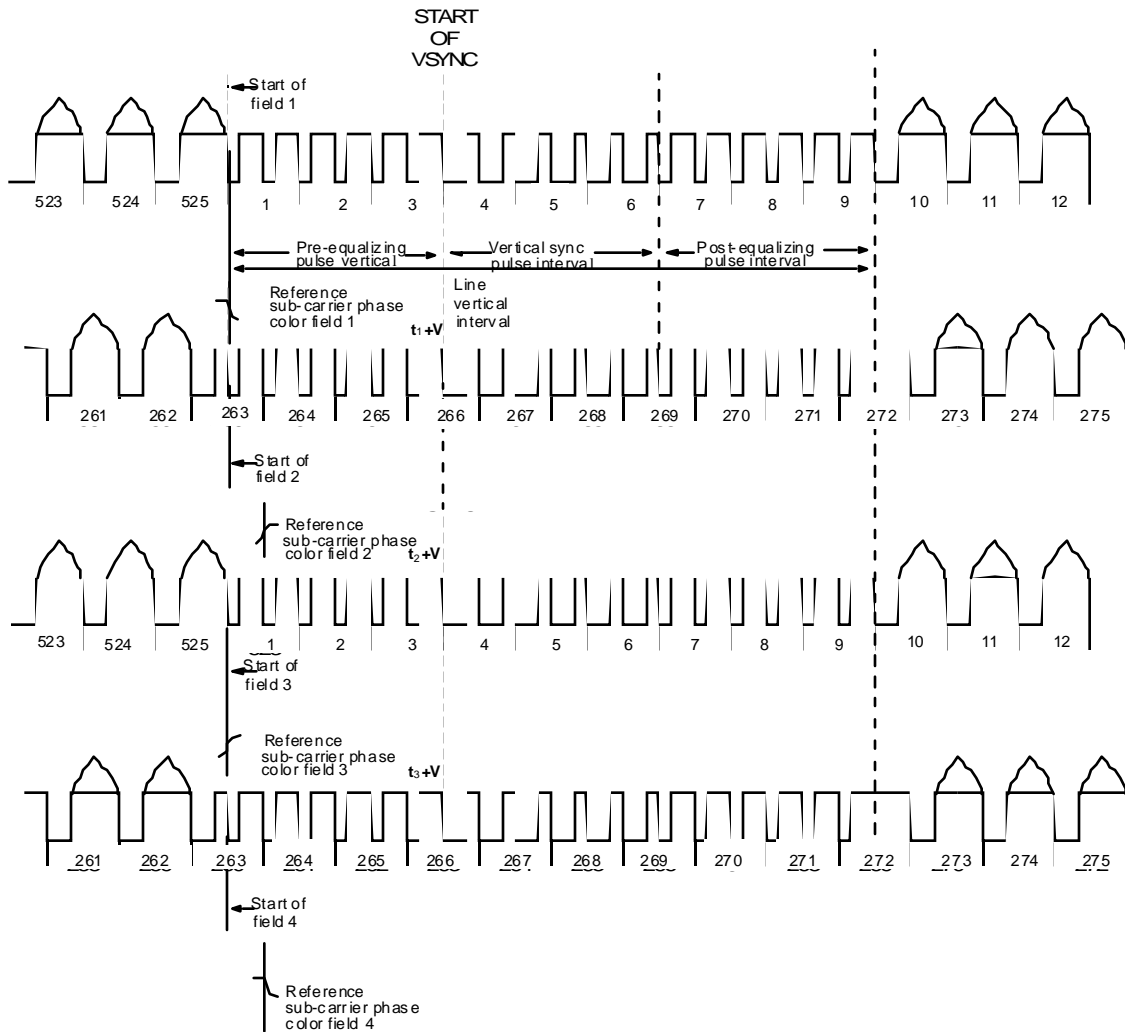 START
OF
VSYNC
Start of
field 1
523 524 525 1 2 3 4 5 6 7 8 9 10 11 12
Pre-equalizing
pulse vertical
Vertical sync
pulse interval
Post-equalizing
pulse interval
Line
vertical
interval
Reference
sub-carrier phase
color field 1
t1+V
261 262 263 264 265 266 267 268 269 270 271 272 273 274 275
Start of
field 2
Reference
sub-carrier phase
color field 2
t2+V
523 524 525 1 2 3 4 5 6 7 8 9 10 11 12
Start of
field 3
Reference
sub-carrier phase
color field 3
t3+V
261 262 263 264 265 266 267 268 269 270 271 272 273 274 275
Start of
field 4
Reference
sub-carrier phase
color field 4